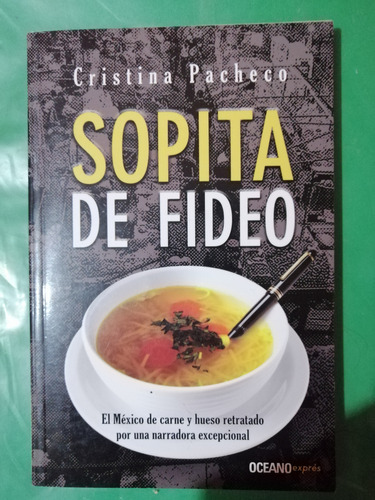 Cristina Pacheco
SOPITA
DE FIDEO
El México de carne y hueso retratado
por una narradora excepcional
OCEANO exprés